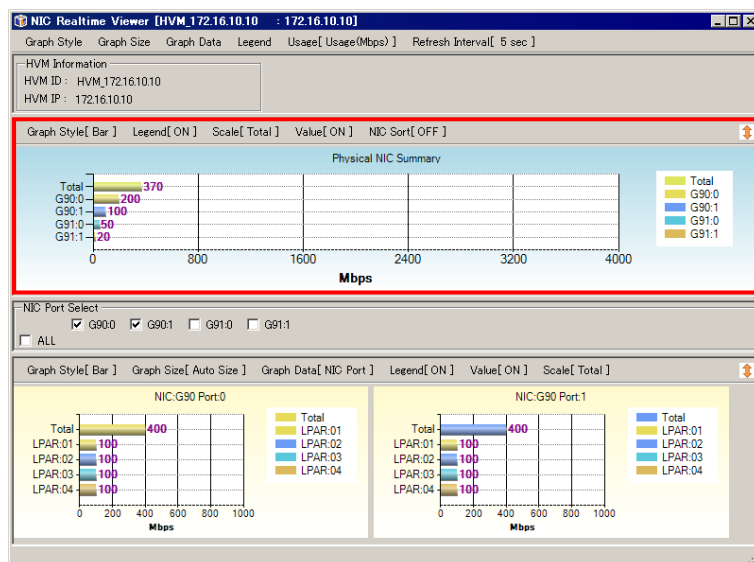 NIC Realtime Viewer [HVM_172.16.10.10 : 172.16.10.10]
Graph Style Graph Size Graph Data Legend Usage[ Usage(Mbps) ] Refresh Interval[ 5 sec ]
HVM Information
HVM ID : HVM_172.16.10.10
HVM IP : 172.16.10.10
Graph Style[ Bar ] Legend[ ON ] Scale[ Total ] Value[ ON ] NIC Sort[ OFF ]
Physical NIC Summary
Total 370
G90:0 200
G90:1 100
G91:0 50
G91:1 20
0 800 1600 2400 3200 4000
Mbps
Total
G90:0
G90:1
G91:0
G91:1
NIC Port Select
G90:0 G90:1 G91:0 G91:1
ALL
Graph Style[ Bar ] Graph Size[ Auto Size ] Graph Data[ NIC Port ] Legend[ ON ] Value[ ON ] Scale[ Total ]
NIC:G90 Port:0
Total 400
LPAR:01 100
LPAR:02 100
LPAR:03 100
LPAR:04 100
0 200 400 600 800 1000
Mbps
Total
LPAR:01
LPAR:02
LPAR:03
LPAR:04
NIC:G90 Port:1
Total 400
LPAR:01 100
LPAR:02 100
LPAR:03 100
LPAR:04 100
0 200 400 600 800 1000
Mbps
Total
LPAR:01
LPAR:02
LPAR:03
LPAR:04